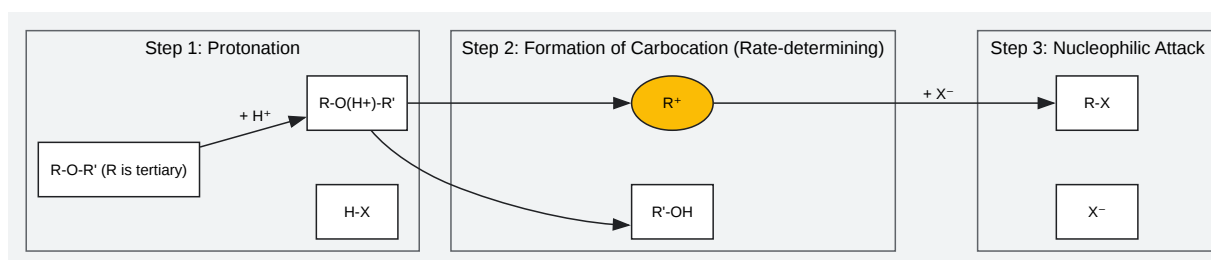 Step 1: Protonation
R-O-R' (R is tertiary)
+ H⁺
R-O(H+)-R'
H-X
Step 2: Formation of Carbocation (Rate-determining)
R⁺
R'-OH
+ X⁻
Step 3: Nucleophilic Attack
R-X
X⁻